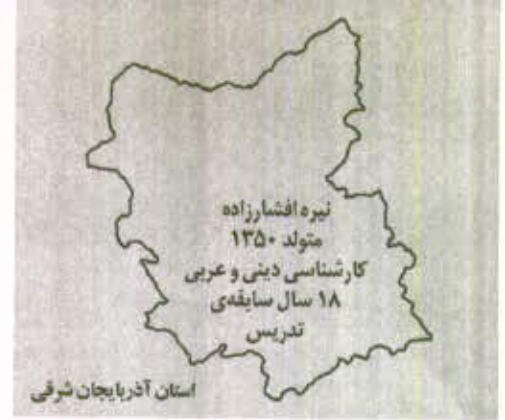 نیره افشارزاده
متولد ۱۳۵۰
کارشناسی دینی و عربی
۱۸ سال سابقه‌ی
تدریس
استان آذربایجان شرقی